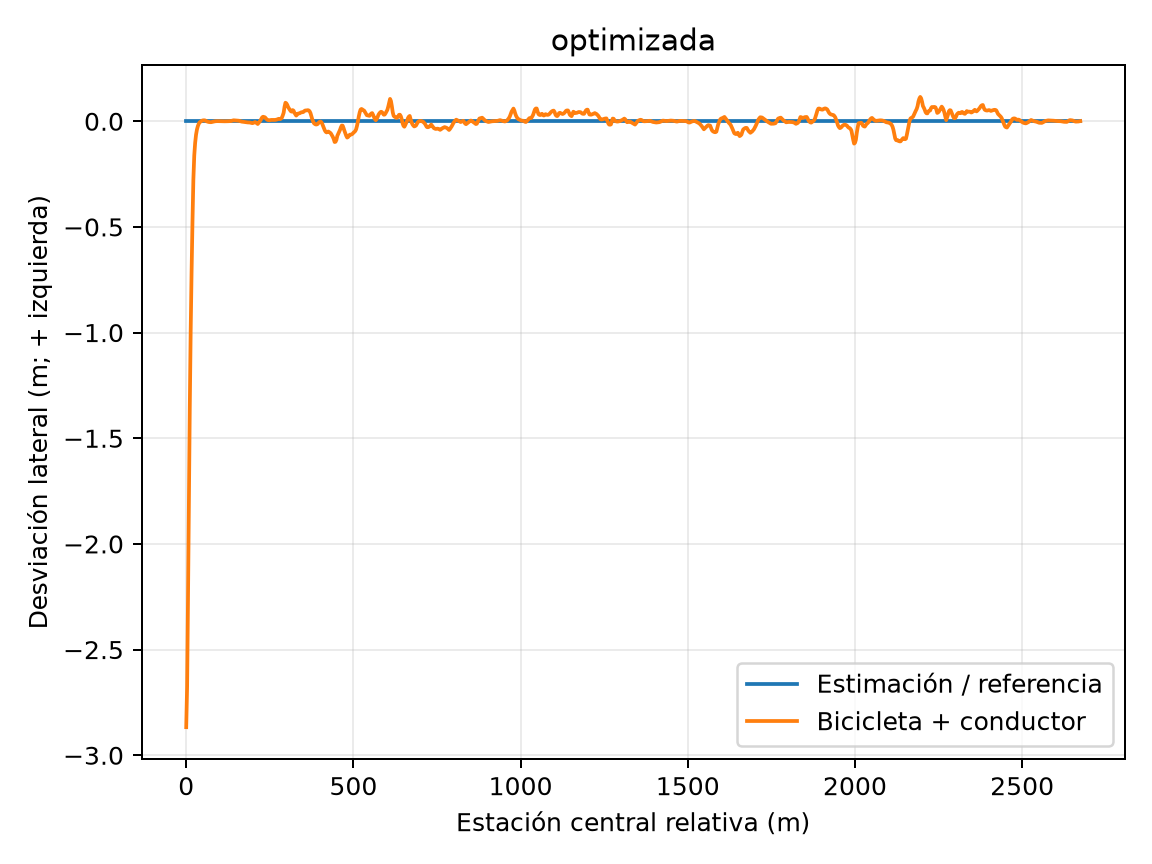 optimizada
0.0
−0.5
−1.0
−1.5
−2.0
−2.5
−3.0
Desviación lateral (m; + izquierda)
Estimación / referencia
Bicicleta + conductor
0 500 1000 1500 2000 2500
Estación central relativa (m)